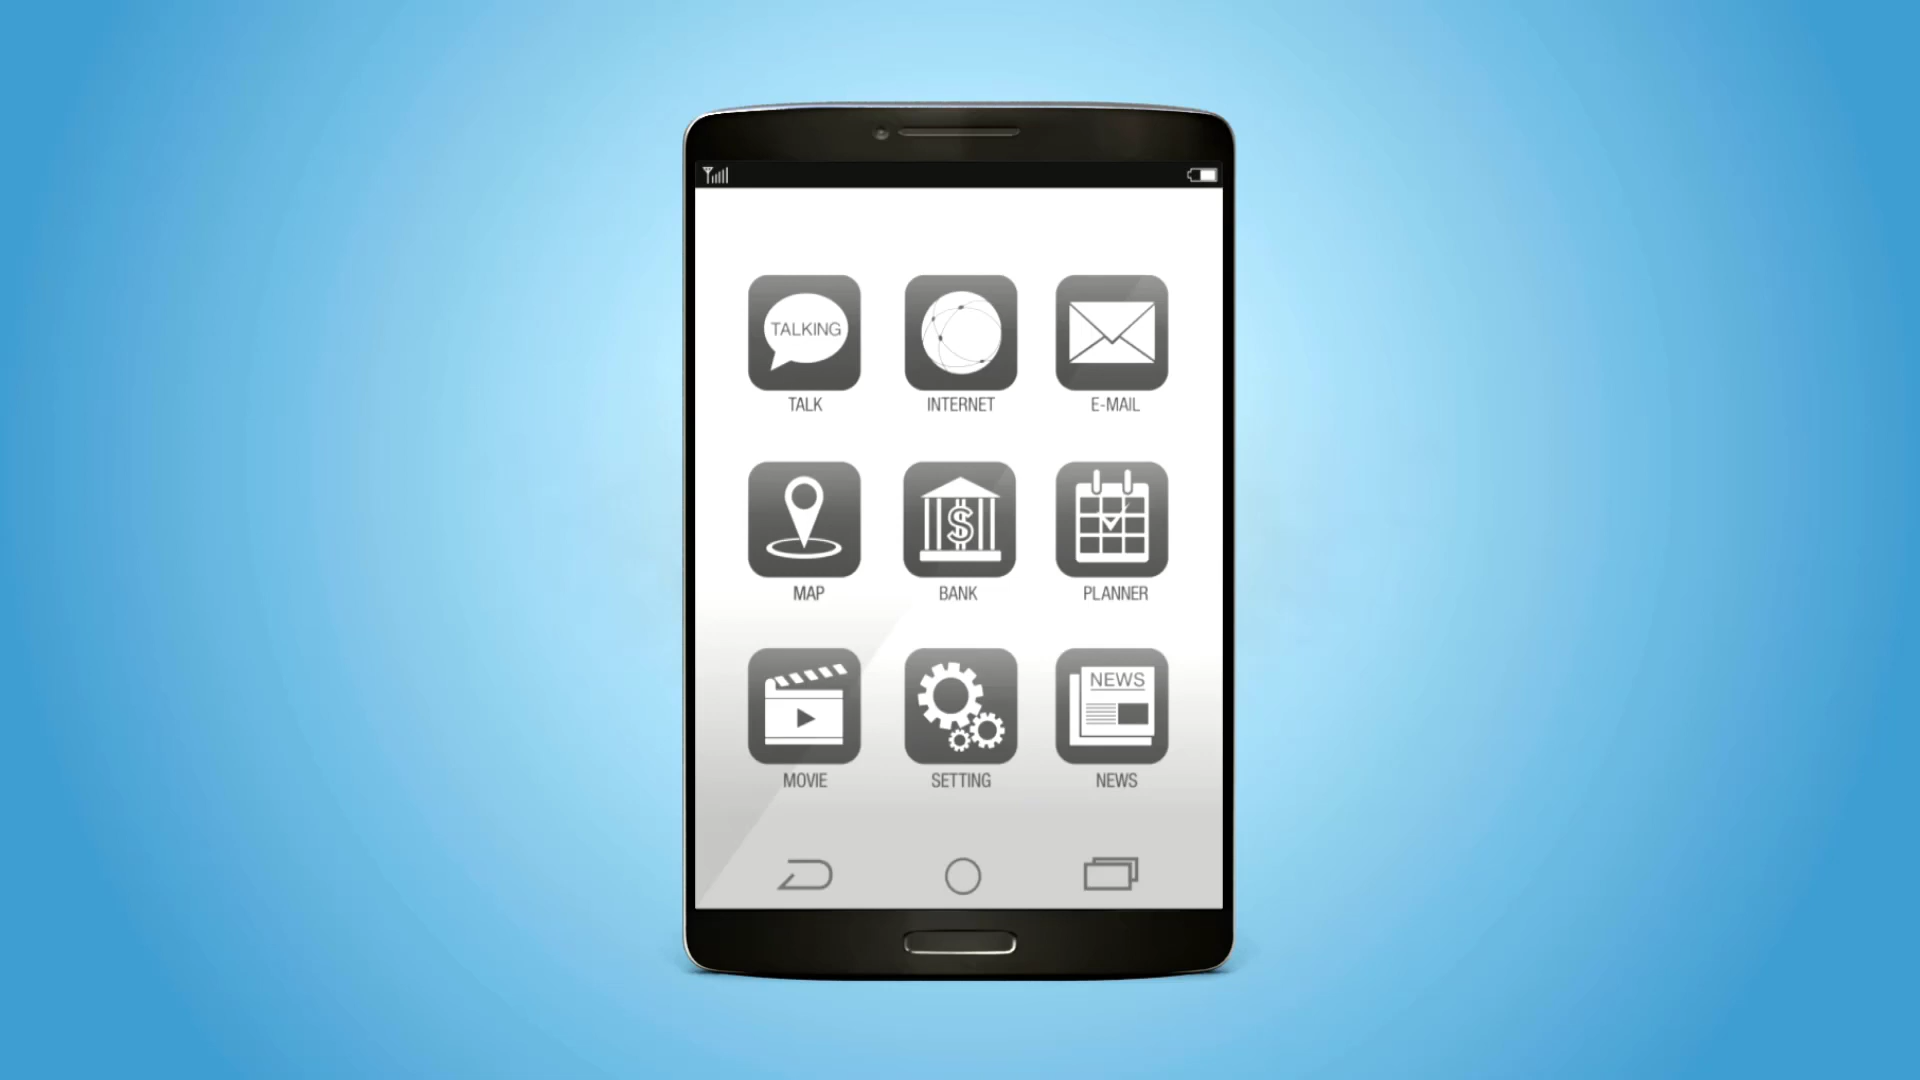 TALKING
TALK
INTERNET
E-MAIL
MAP
$
BANK
PLANNER
NEWS
MOVIE
SETTING
NEWS